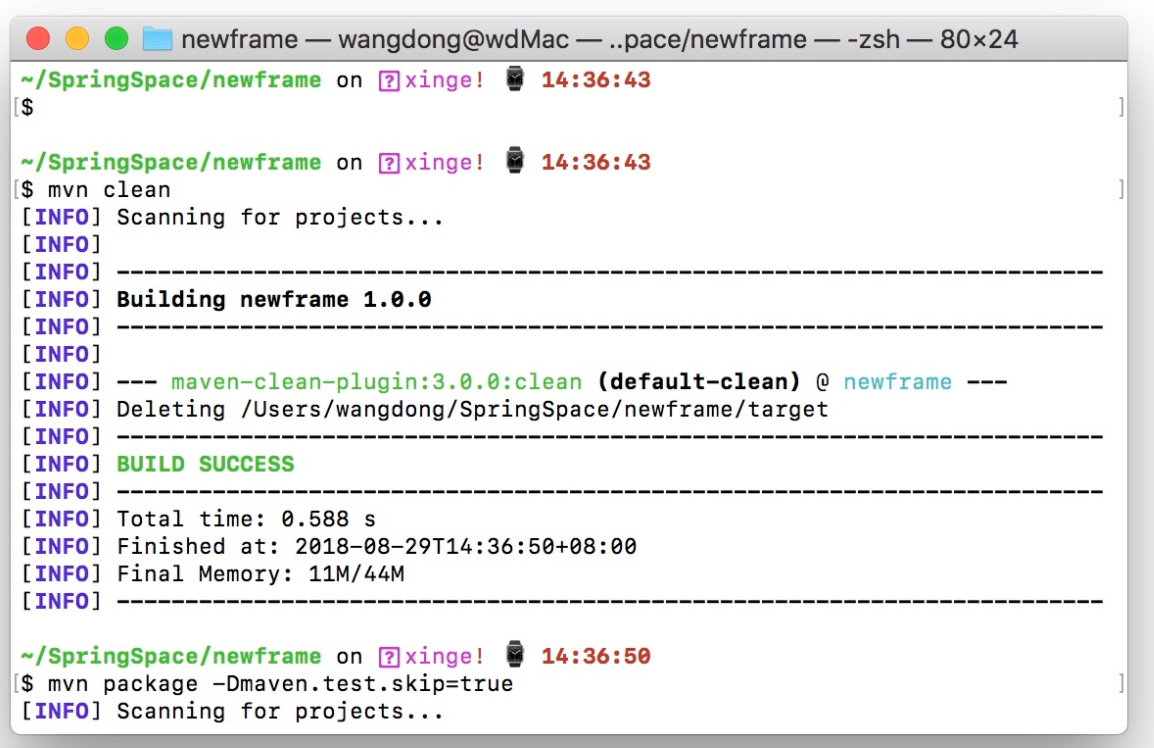 newframe — wangdong@wdMac — ..pace/newframe — -zsh — 80×24
~/SpringSpace/newframe on ⍰ xinge! ⌚ 14:36:43
[$ ]
~/SpringSpace/newframe on ⍰ xinge! ⌚ 14:36:43
[$ mvn clean ]
[INFO] Scanning for projects...
[INFO]
[INFO] ------------------------------------------------------------------------
[INFO] Building newframe 1.0.0
[INFO] ------------------------------------------------------------------------
[INFO]
[INFO] --- maven-clean-plugin:3.0.0:clean (default-clean) @ newframe ---
[INFO] Deleting /Users/wangdong/SpringSpace/newframe/target
[INFO] ------------------------------------------------------------------------
[INFO] BUILD SUCCESS
[INFO] ------------------------------------------------------------------------
[INFO] Total time: 0.588 s
[INFO] Finished at: 2018-08-29T14:36:50+08:00
[INFO] Final Memory: 11M/44M
[INFO] ------------------------------------------------------------------------
~/SpringSpace/newframe on ⍰ xinge! ⌚ 14:36:50
[$ mvn package -Dmaven.test.skip=true ]
[INFO] Scanning for projects...